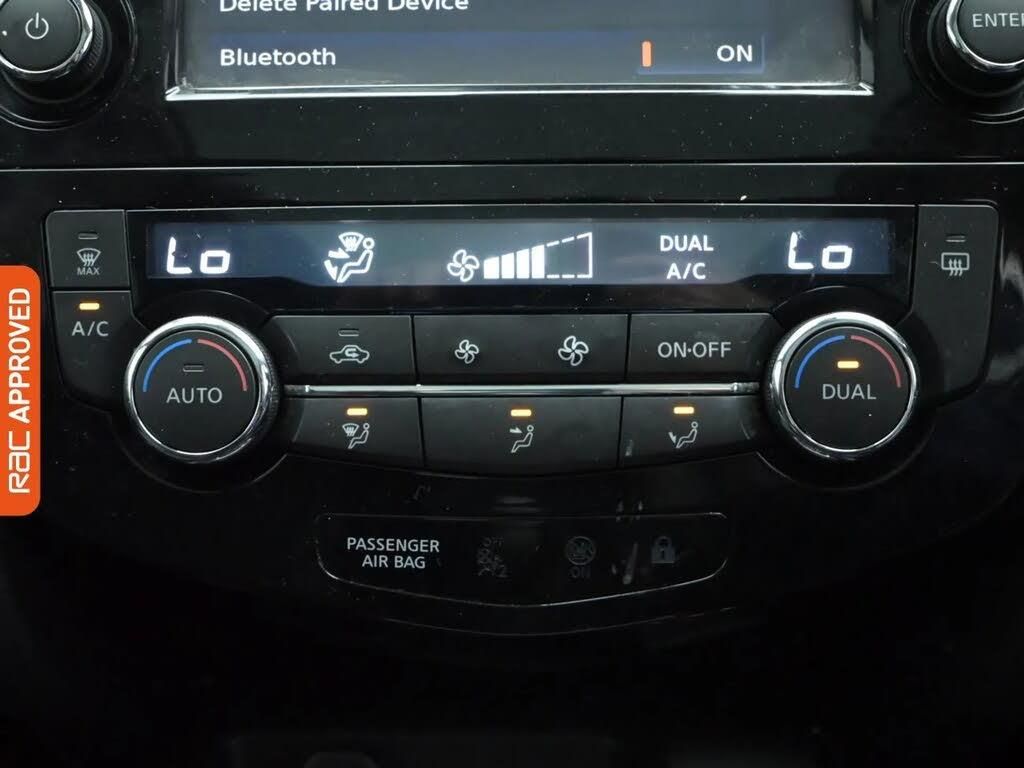 Delete Paired Device
Bluetooth ON
MAX
Lo
DUAL
A/C
Lo
A/C
AUTO
ON·OFF
DUAL
PASSENGER
AIR BAG
OFF
2
ON
rac APPROVED